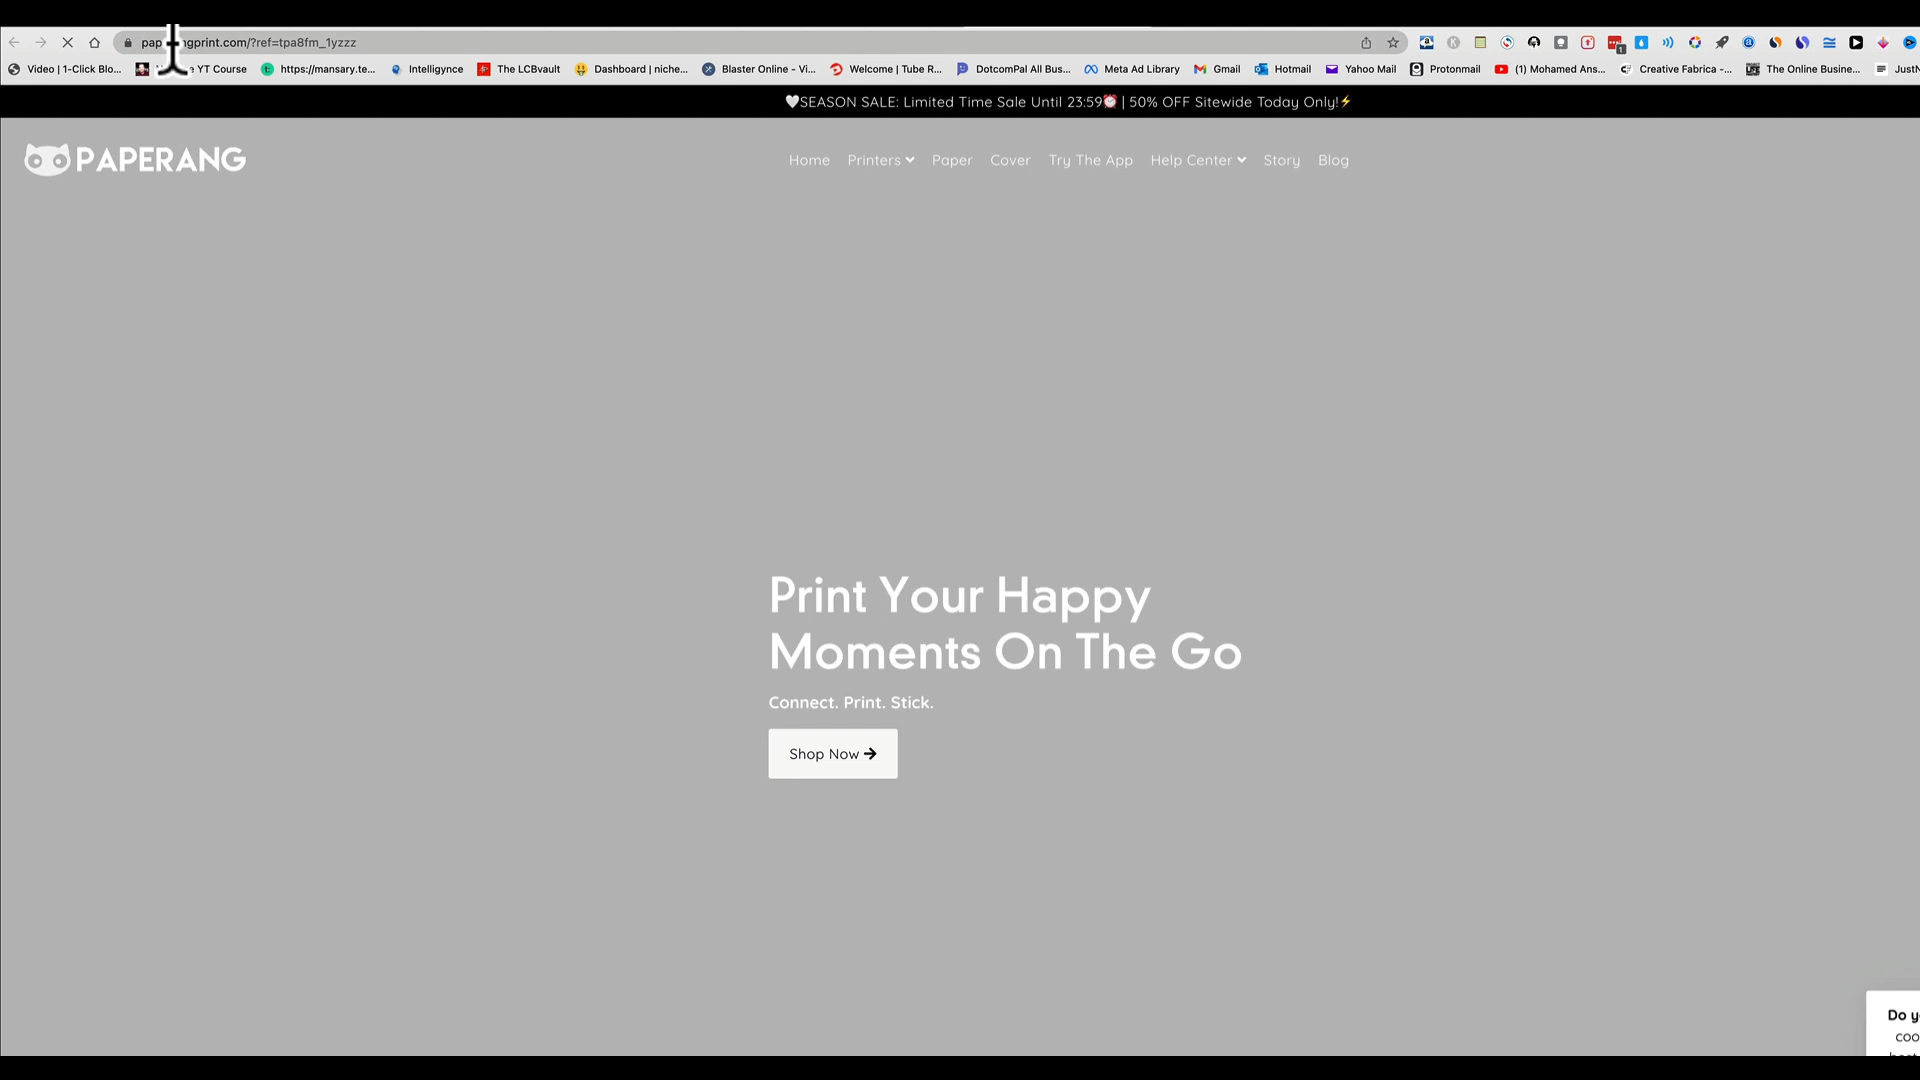 ngprint.com/?ref=tpa8fm_1yzzz
Video | 1-Click Blo...
YT Course
https://mansary.te...
Intelligynce
The LCBvault
Dashboard | niche...
Blaster Online - Vi...
Welcome | Tube R...
DotcomPal All Bus...
Meta Ad Library
Gmail
Hotmail
Yahoo Mail
Protonmail
(1) Mohamed Ans...
Creative Fabrica -...
The Online Busine...
🤍SEASON SALE: Limited Time Sale Until 23:59⏰ | 50% OFF Sitewide Today Only!⚡
PAPERANG
Home
Printers
Paper
Cover
Try The App
Help Center
Story
Blog
Print Your Happy
Moments On The Go
Connect. Print. Stick.
Shop Now →
Do